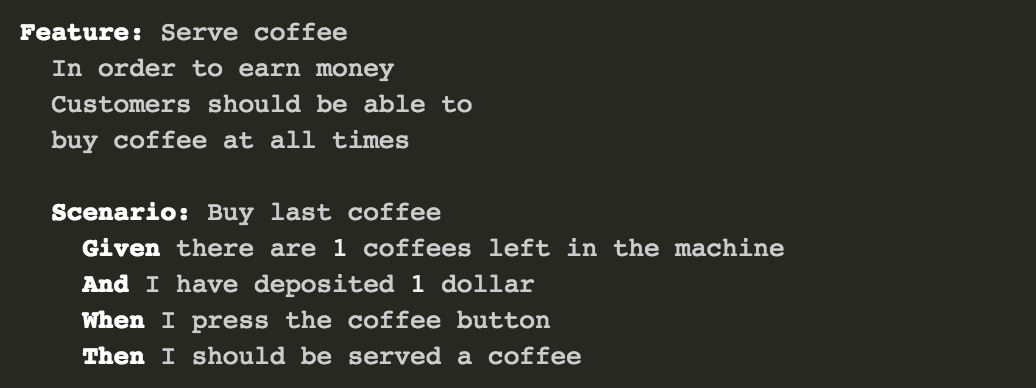 Feature: Serve coffee
In order to earn money
Customers should be able to
buy coffee at all times
Scenario: Buy last coffee
Given there are 1 coffees left in the machine
And I have deposited 1 dollar
When I press the coffee button
Then I should be served a coffee